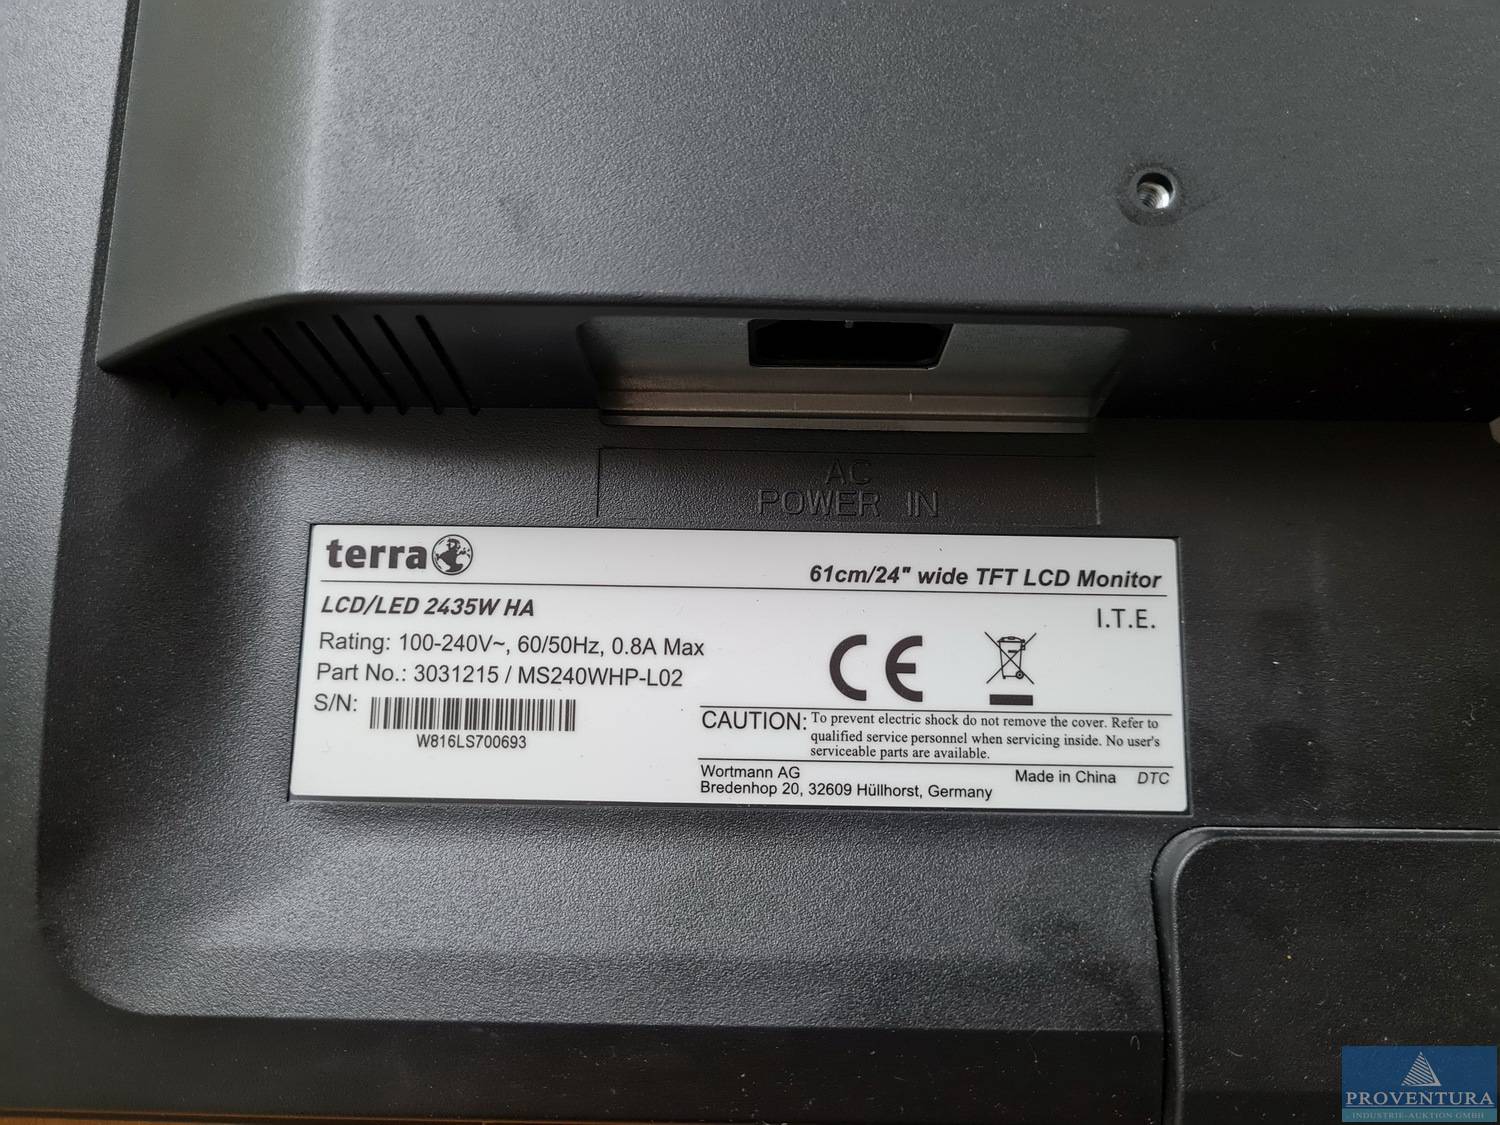 AC
POWER IN
terra
61cm/24" wide TFT LCD Monitor
LCD/LED 2435W HA
I.T.E.
Rating: 100-240V~, 60/50Hz, 0.8A Max
Part No.: 3031215 / MS240WHP-L02
S/N:
W816LS700693
CE
CAUTION: To prevent electric shock do not remove the cover. Refer to
qualified service personnel when servicing inside. No user's
serviceable parts are available.
Wortmann AG
Bredenhop 20, 32609 Hüllhorst, Germany
Made in China DTC
PROVENTURA
INDUSTRIE-AUKTION GMBH